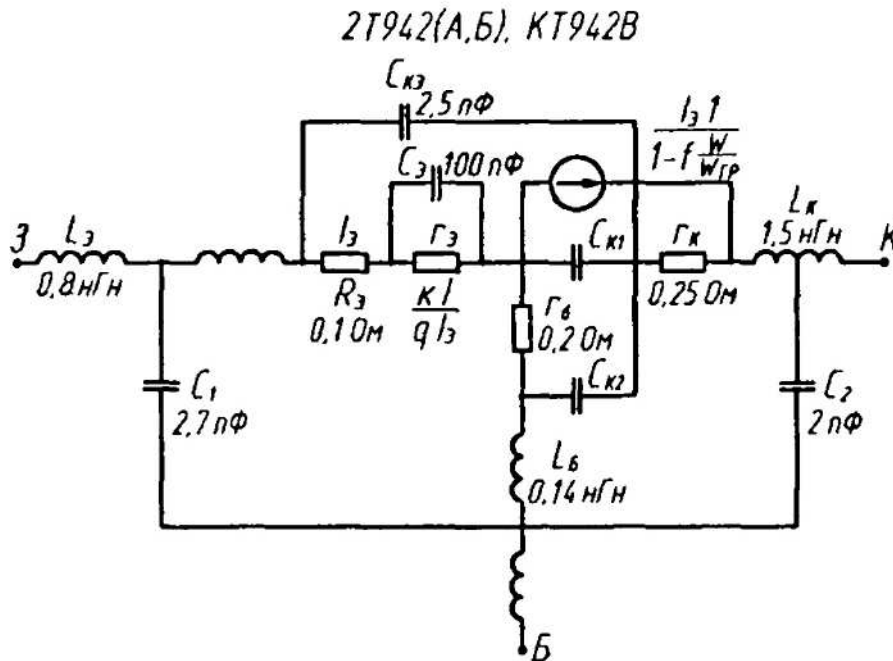 2Т942(А,Б), КТ942В
Cкэ
2,5 пФ
Cэ 100 пФ
Iэ 1
1-f W
Wгр
З
Lэ
0,8 нГн
Iэ
rэ
Cк1
rк
Lк
1,5 нГн
К
Rэ
0,1 Ом
кI
qIэ
rб
0,2 Ом
0,25 Ом
Cк2
C1
2,7 пФ
C2
2 пФ
Lб
0,14 нГн
Б